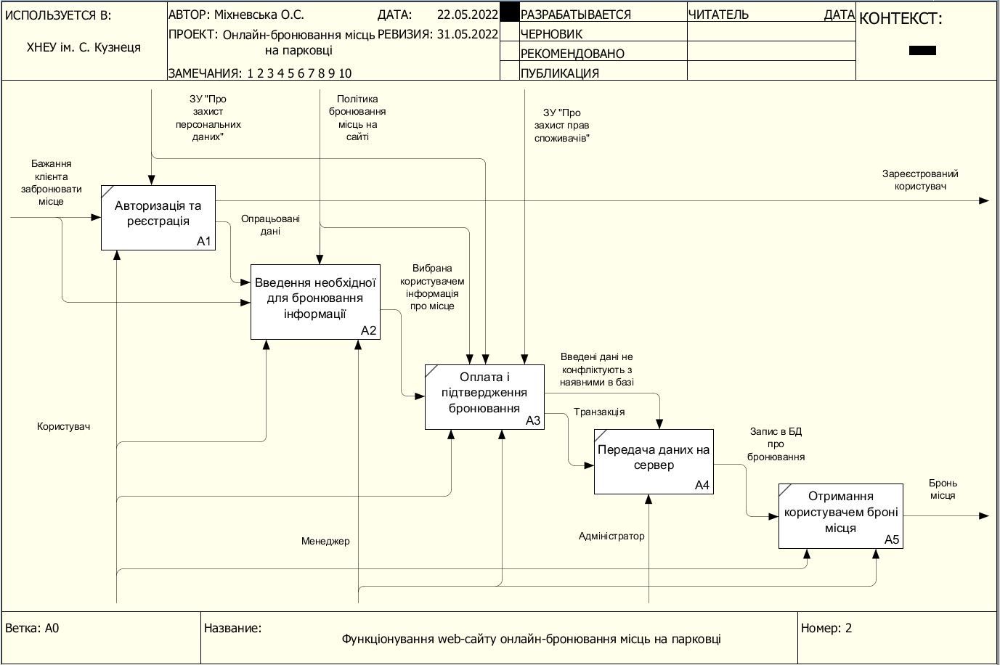 ИСПОЛЬЗУЕТСЯ В:
ХНЕУ ім. С. Кузнеця
АВТОР: Міхневська О.С.
ДАТА: 22.05.2022
ПРОЕКТ: Онлайн-бронювання місць
на парковці
РЕВИЗИЯ: 31.05.2022
ЗАМЕЧАНИЯ: 1 2 3 4 5 6 7 8 9 10
РАЗРАБАТЫВАЕТСЯ
ЧЕРНОВИК
РЕКОМЕНДОВАНО
ПУБЛИКАЦИЯ
ЧИТАТЕЛЬ
ДАТА
КОНТЕКСТ:
ЗУ "Про
захист
персональних
даних"
Політика
бронювання
місць на
сайті
ЗУ "Про
захист прав
споживачів"
Бажання
клієнта
забронювати
місце
Зареєстрований
користувач
Авторизація та
реєстрація
A1
Опрацьовані
дані
Введення необхідної
для бронювання
інформації
A2
Вибрана
користувачем
інформація
про місце
Оплата і
підтвердження
бронювання
A3
Введені дані не
конфліктують з
наявними в базі
Транзакція
Користувач
Передача даних на
сервер
A4
Запис в БД
про
бронювання
Отримання
користувачем броні
місця
A5
Бронь
місця
Менеджер
Адміністратор
Ветка: A0
Название:
Функціонування web-сайту онлайн-бронювання місць на парковці
Номер: 2